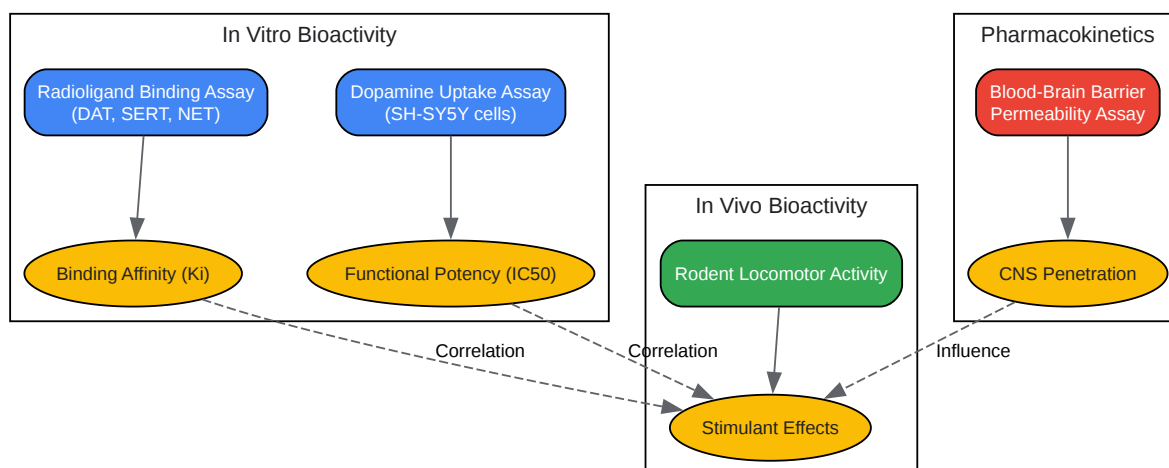 In Vitro Bioactivity
Pharmacokinetics
Radioligand Binding Assay
(DAT, SERT, NET)
Dopamine Uptake Assay
(SH-SY5Y cells)
Blood-Brain Barrier
Permeability Assay
In Vivo Bioactivity
Binding Affinity (Ki)
Functional Potency (IC50)
Rodent Locomotor Activity
CNS Penetration
Correlation
Correlation
Influence
Stimulant Effects